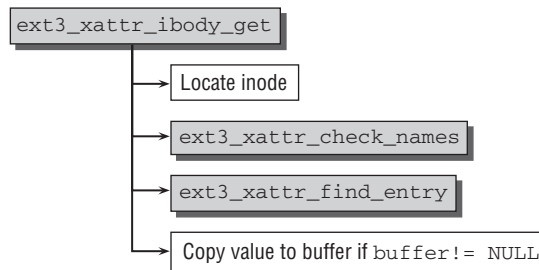 ext3_xattr_ibody_get
Locate inode
ext3_xattr_check_names
ext3_xattr_find_entry
Copy value to buffer if buffer!= NULL